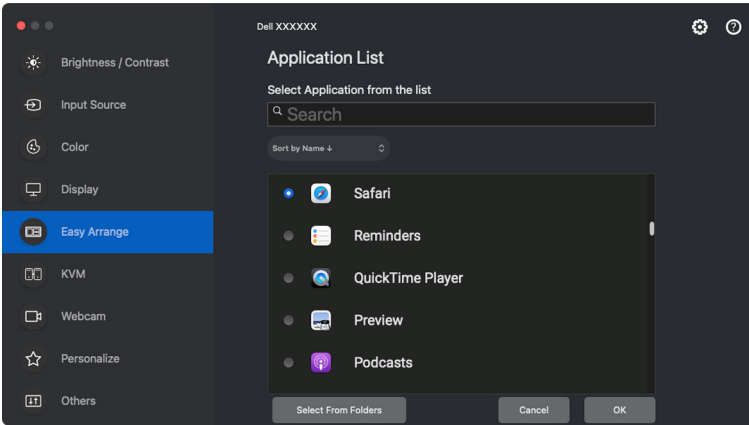 Dell XXXXXX
Brightness / Contrast
Input Source
Color
Display
Easy Arrange
KVM
Webcam
Personalize
Others
Application List
Select Application from the list
Search
Sort by Name ↓
Safari
Reminders
QuickTime Player
Preview
Podcasts
Select From Folders
Cancel
OK